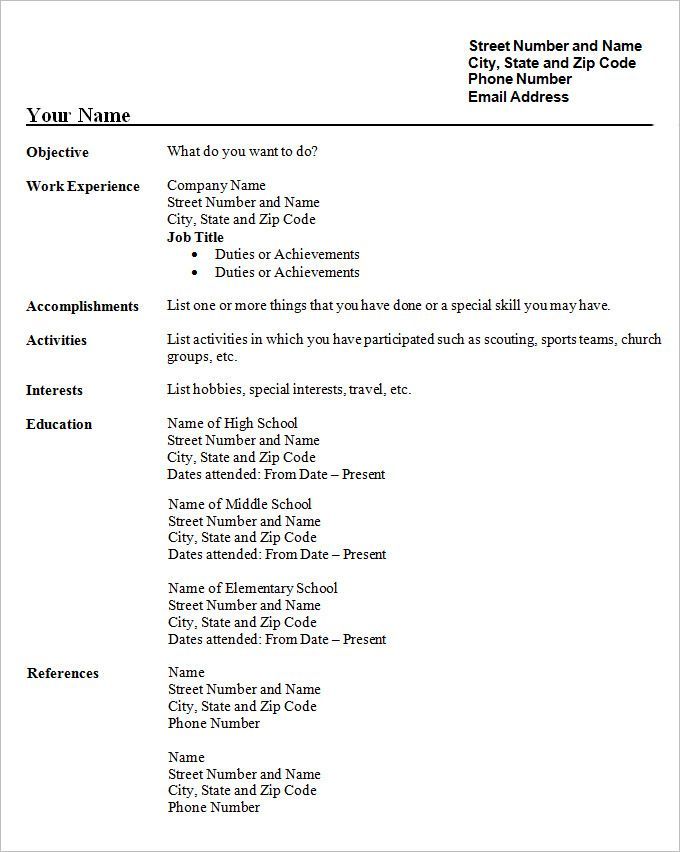 Street Number and Name
City, State and Zip Code
Phone Number
Email Address
Your Name
Objective What do you want to do?
Work Experience Company Name
Street Number and Name
City, State and Zip Code
Job Title
• Duties or Achievements
• Duties or Achievements
Accomplishments List one or more things that you have done or a special skill you may have.
Activities List activities in which you have participated such as scouting, sports teams, church
groups, etc.
Interests List hobbies, special interests, travel, etc.
Education Name of High School
Street Number and Name
City, State and Zip Code
Dates attended: From Date – Present
Name of Middle School
Street Number and Name
City, State and Zip Code
Dates attended: From Date – Present
Name of Elementary School
Street Number and Name
City, State and Zip Code
Dates attended: From Date – Present
References Name
Street Number and Name
City, State and Zip Code
Phone Number
Name
Street Number and Name
City, State and Zip Code
Phone Number